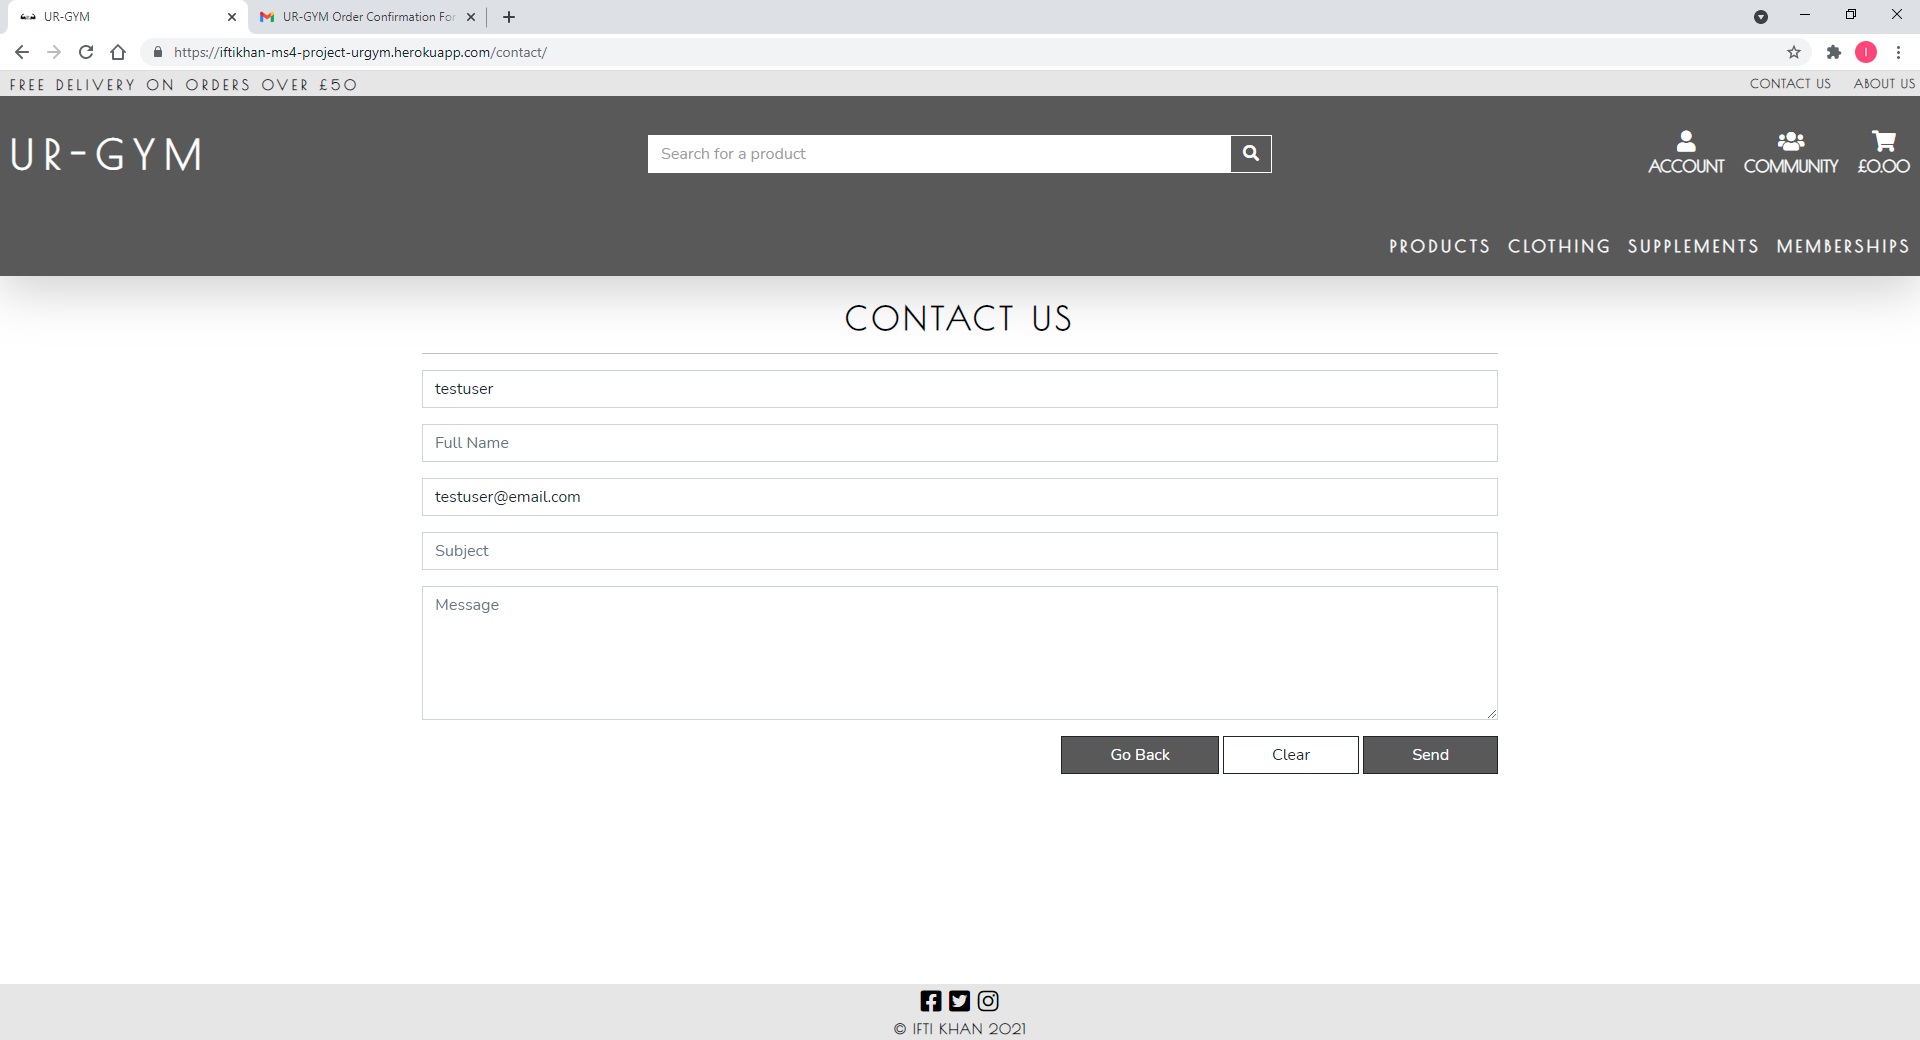 UR-GYM
UR-GYM Order Confirmation For
https://iftikhan-ms4-project-urgym.herokuapp.com/contact/
I
FREE DELIVERY ON ORDERS OVER £50
CONTACT US
ABOUT US
UR-GYM
Search for a product
ACCOUNT
COMMUNITY
£0.00
PRODUCTS
CLOTHING
SUPPLEMENTS
MEMBERSHIPS
CONTACT US
testuser
Full Name
testuser@email.com
Subject
Message
Go Back
Clear
Send
© IFTI KHAN 2021